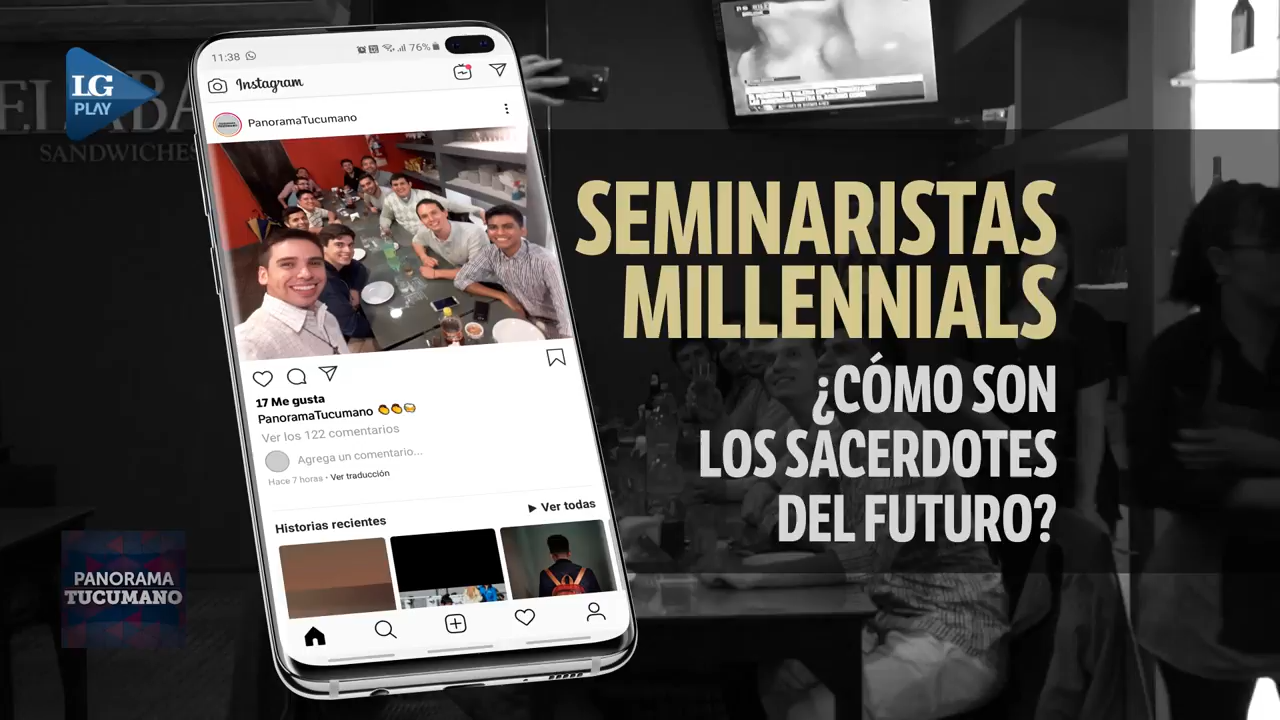 LG
PLAY
SANDWICHES
11:38
76%
Instagram
PanoramaTucumano
17 Me gusta
PanoramaTucumano
Ver los 122 comentarios
Agrega un comentario...
Hace 7 horas • Ver traducción
Historias recientes
▶ Ver todas
SEMINARISTAS
MILLENNIALS
¿CÓMO SON
LOS SACERDOTES
DEL FUTURO?
PANORAMA
TUCUMANO